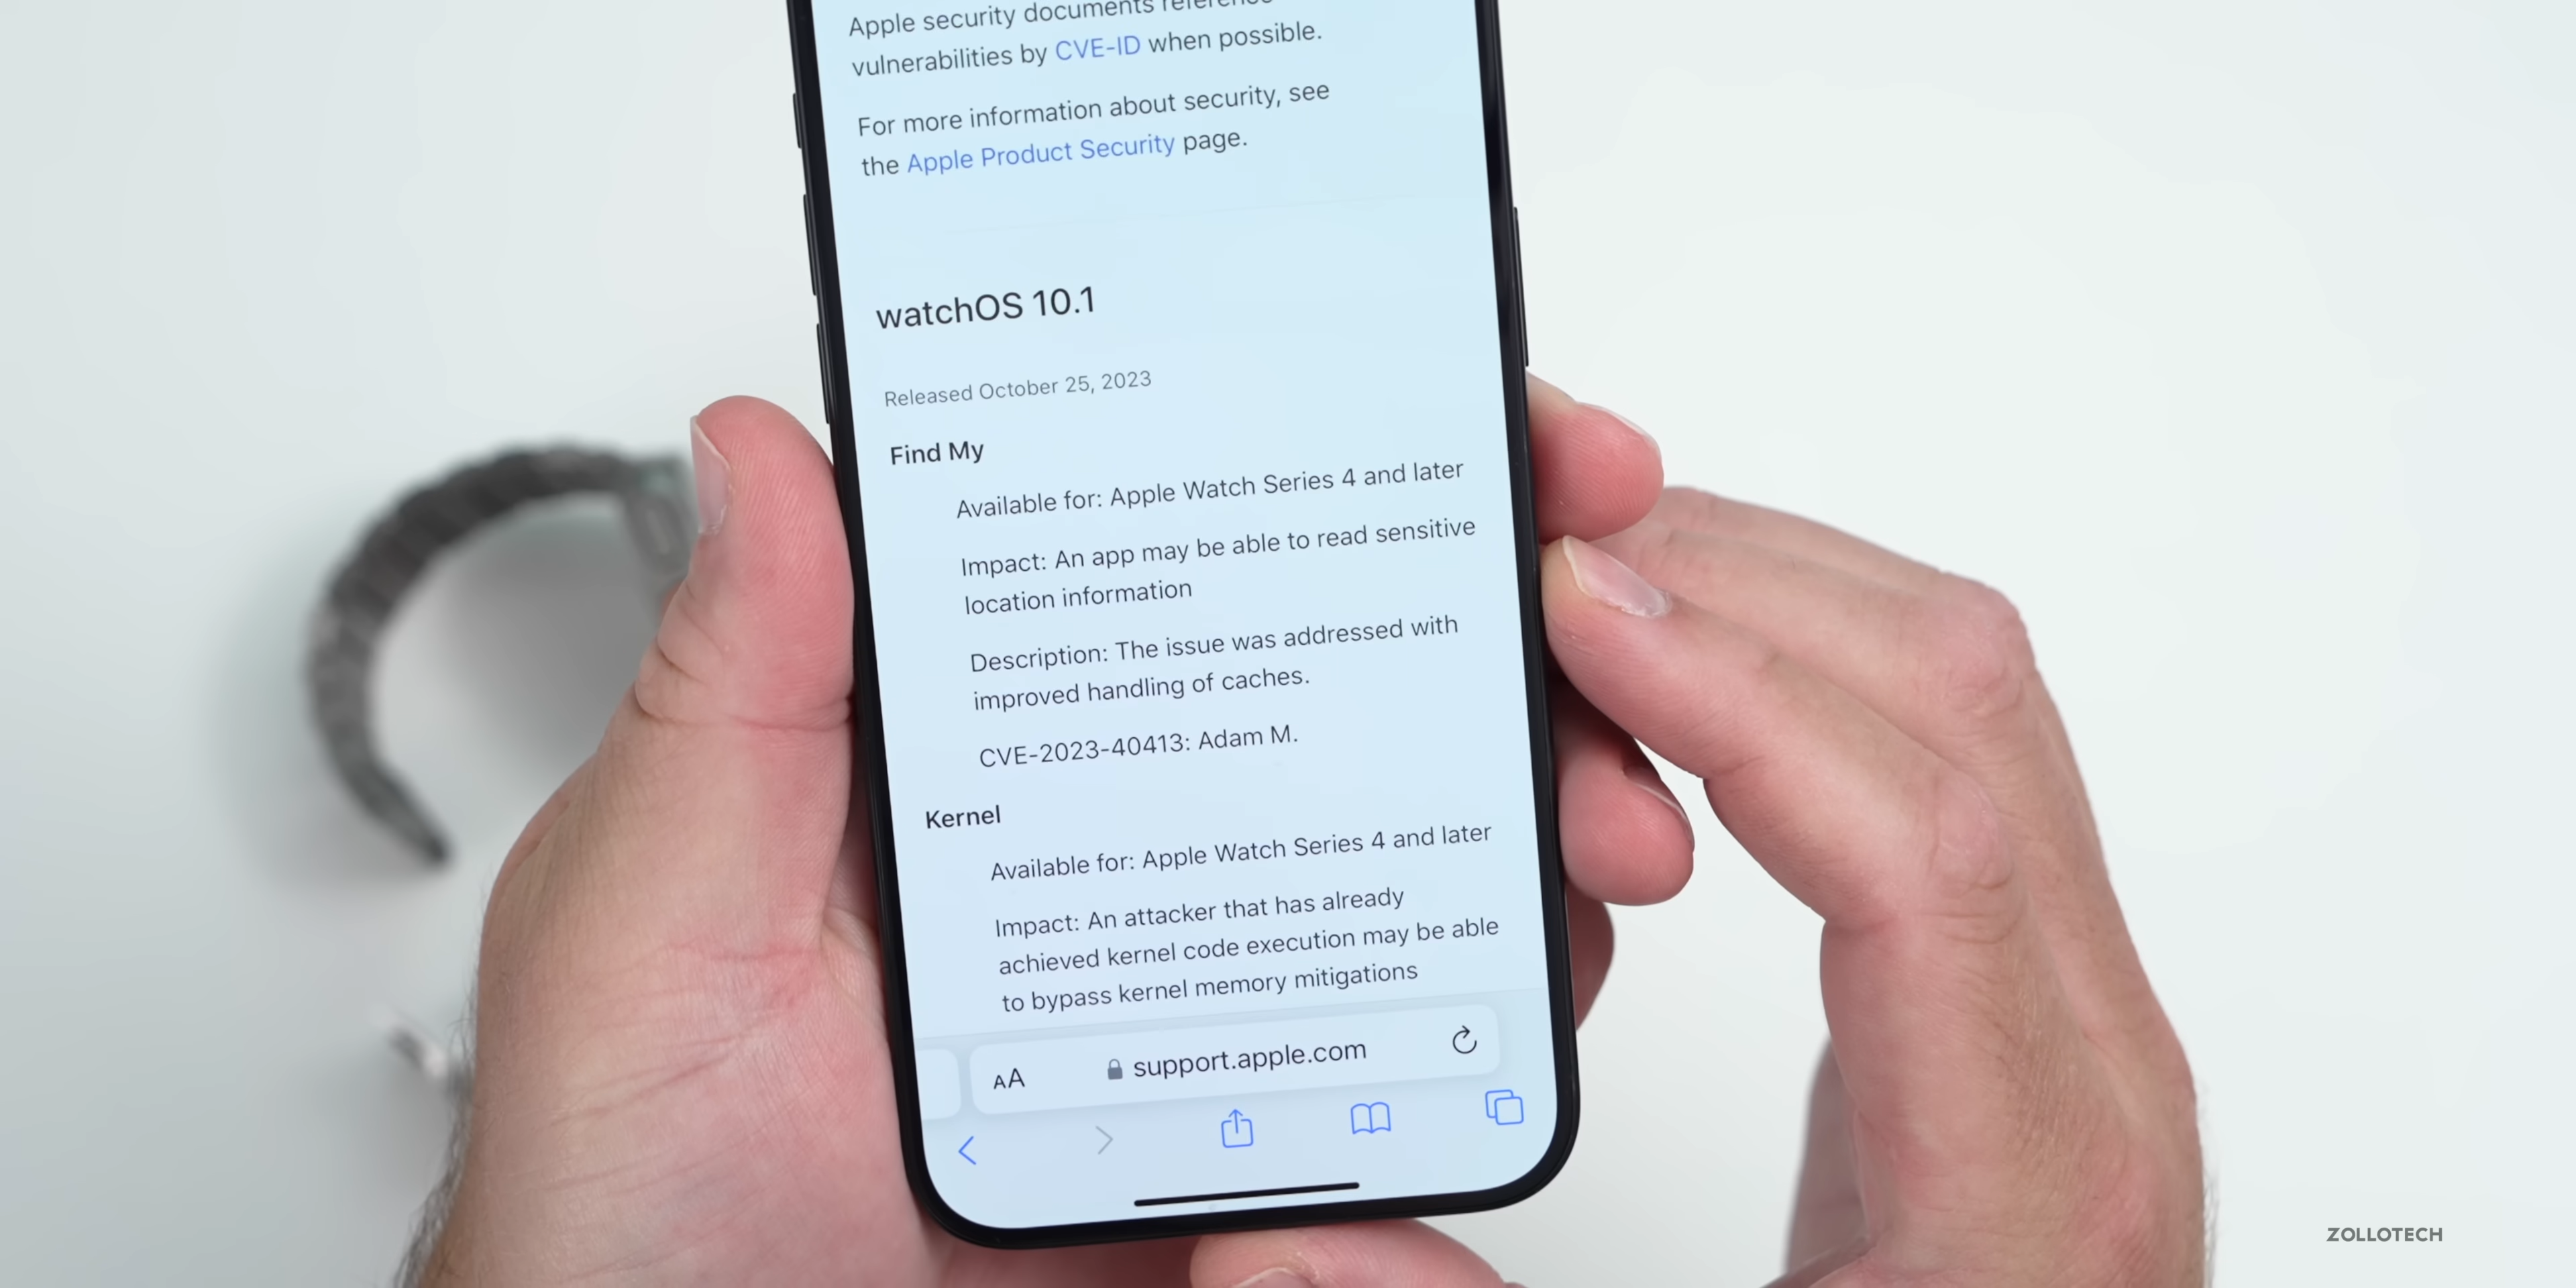 Apple security documents reference
vulnerabilities by CVE-ID when possible.
For more information about security, see
the Apple Product Security page.
watchOS 10.1
Released October 25, 2023
Find My
Available for: Apple Watch Series 4 and later
Impact: An app may be able to read sensitive
location information
Description: The issue was addressed with
improved handling of caches.
CVE-2023-40413: Adam M.
Kernel
Available for: Apple Watch Series 4 and later
Impact: An attacker that has already
achieved kernel code execution may be able
to bypass kernel memory mitigations
AA support.apple.com
ZOLLOTECH